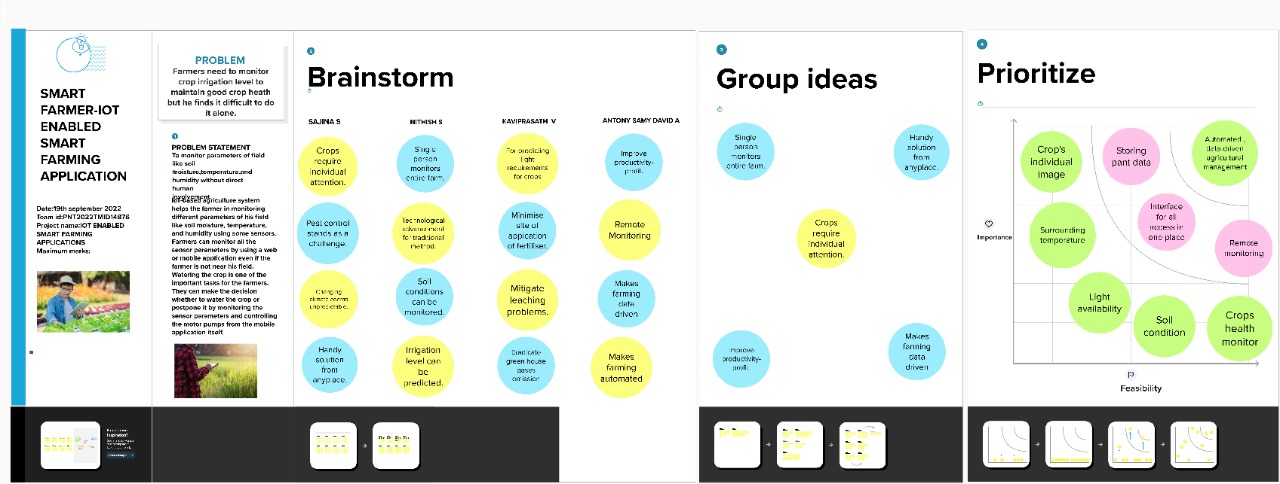 SMART
FARMER-IOT
ENABLED
SMART
FARMING
APPLICATION
Date:19th september 2022
Team id:PNT2022TMID14876
Project name:IOT ENABLED
SMART FARMING
APPLICATIONS
Maximum marks:
PROBLEM
Farmers need to monitor
crop irrigation level to
maintain good crop heath
but he finds it difficult to do
it alone.
PROBLEM STATEMENT
To monitor parameters of field
like soil
moisture,temperature,and
humidity without direct
human
involvement.
IoT-based agriculture system
helps the farmer in monitoring
different parameters of his field
like soil moisture, temperature,
and humidity using some sensors.
Farmers can monitor all the
sensor parameters by using a web
or mobile application even if the
farmer is not near his field.
Watering the crop is one of the
important tasks for the farmers.
They can make the decision
whether to water the crop or
postpone it by monitoring the
sensor parameters and controlling
the motor pumps from the mobile
application itself.
Brainstorm
SAJINA S
NITHISH S
KAVIPRASATH V
ANTONY SAMY DAVID A
Crops
require
individual
attention.
Single
person
monitors
entire farm.
For predicting
light
requirements
for crops
Improve
productivity-
profit.
Pest control
stands as a
challenge.
Technological
advancement
for traditional
method.
Minimise
site of
application
of fertiliser.
Remote
Monitoring
Changing
climate seems
unpredictable.
Soil
conditions
can be
monitored.
Mitigate
leaching
problems.
Makes
farming
data
driven
Handy
solution
from
anyplace.
Irrigation
level can
be
predicted.
Eradicate
green house
gases
emission
Makes
farming
automated
3
Group ideas
Single
person
monitors
entire farm.
Handy
solution
from
anyplace.
Crops
require
individual
attention.
Improve
productivity-
profit.
Makes
farming
data
driven
4
Prioritize
Crop's
individual
image
Storing
pant data
Automated ,
data driven
agricultural
management
Interface
for all
access in
one place
Surrounding
temperature
Remote
monitoring
Light
availability
Soil
condition
Crops
health
monitor
Importance
Feasibility